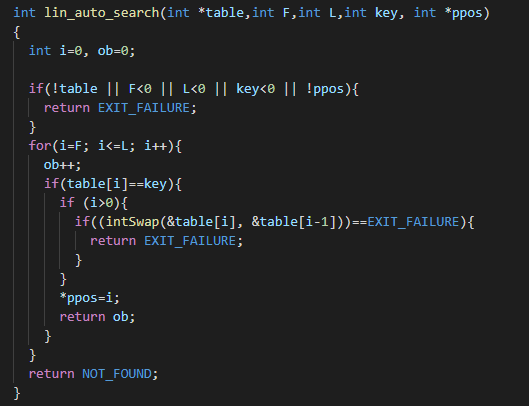 int lin_auto_search(int *table,int F,int L,int key, int *ppos)
{
  int i=0, ob=0;

  if(!table || F<0 || L<0 || key<0 || !ppos){
    return EXIT_FAILURE;
  }
  for(i=F; i<=L; i++){
    ob++;
    if(table[i]==key){
      if (i>0){
        if((intSwap(&table[i], &table[i-1]))==EXIT_FAILURE){
          return EXIT_FAILURE;
        }
      }
      *ppos=i;
      return ob;
    }
  }
  return NOT_FOUND;
}